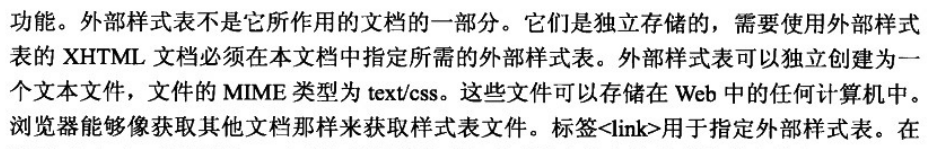 功能。外部样式表不是它所作用的文档的一部分。它们是独立存储的，需要使用外部样式
表的 XHTML 文档必须在本文档中指定所需的外部样式表。外部样式表可以独立创建为一
个文本文件，文件的 MIME 类型为 text/css。这些文件可以存储在 Web 中的任何计算机中。
浏览器能够像获取其他文档那样来获取样式表文件。标签<link>用于指定外部样式表。在